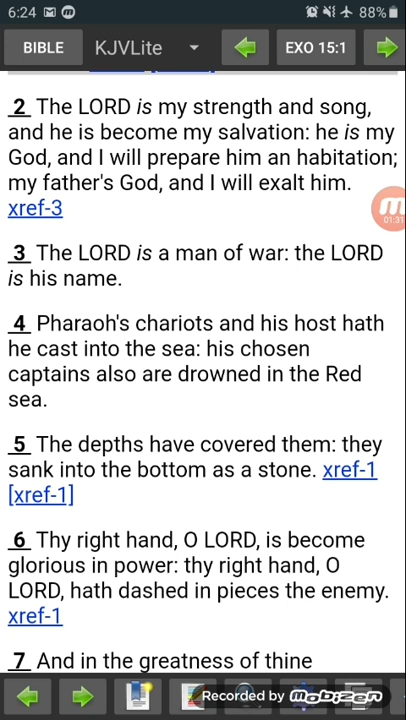 6:24 88%
BIBLE KJVLite EXO 15:1
2 The LORD is my strength and song,
and he is become my salvation: he is my
God, and I will prepare him an habitation;
my father's God, and I will exalt him.
xref-3
01:31
3 The LORD is a man of war: the LORD
is his name.
4 Pharaoh's chariots and his host hath
he cast into the sea: his chosen
captains also are drowned in the Red
sea.
5 The depths have covered them: they
sank into the bottom as a stone. xref-1
[xref-1]
6 Thy right hand, O LORD, is become
glorious in power: thy right hand, O
LORD, hath dashed in pieces the enemy.
xref-1
7 And in the greatness of thine
Recorded by mobizen